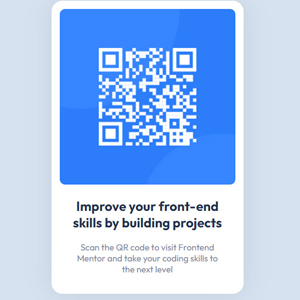 Improve your front-end
skills by building projects
Scan the QR code to visit Frontend
Mentor and take your coding skills to
the next level